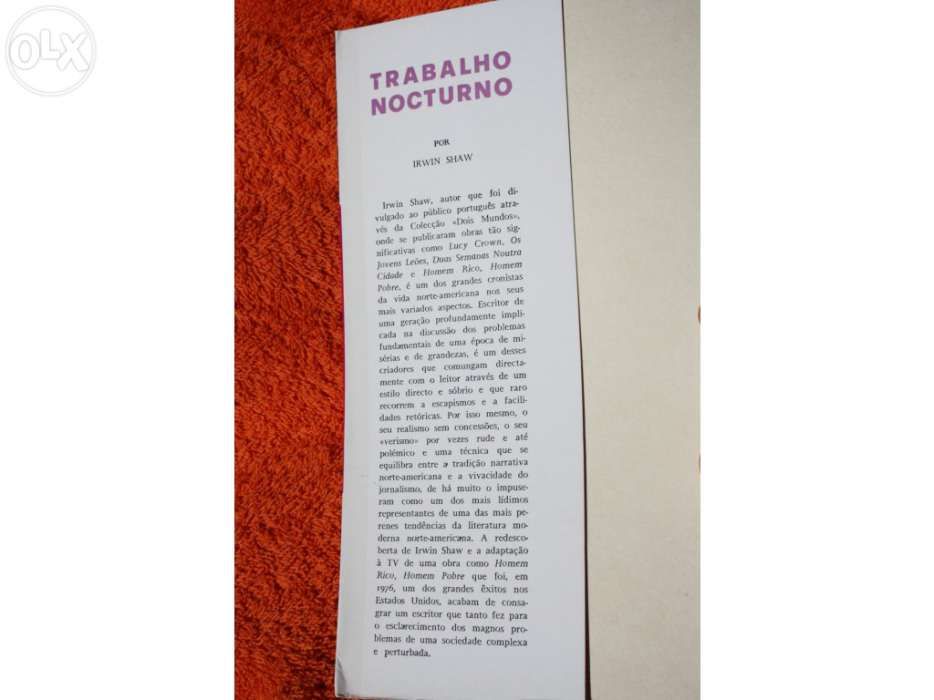 OLX
TRABALHO
NOCTURNO
POR
IRWIN SHAW
Irwin Shaw, autor que foi di-
vulgado ao público português atra-
vés da Colecção «Dois Mundos»,
onde se publicaram obras tão sig-
nificativas como Lucy Crown, Os
Jovens Leões, Duas Semanas Noutra
Cidade e Homem Rico, Homem
Pobre, é um dos grandes cronistas
da vida norte-americana nos seus
mais variados aspectos. Escritor de
uma geração profundamente impli-
cada na discussão dos problemas
fundamentais de uma época de mi-
sérias e de grandezas, é um desses
criadores que comungam directa-
mente com o leitor através de um
estilo directo e sóbrio e que raro
recorrem a escapismos e a facili-
dades retóricas. Por isso mesmo, o
seu realismo sem concessões, o seu
«verismo» por vezes rude e até
polémico e uma técnica que se
equilibra entre a tradição narrativa
norte-americana e a vivacidade do
jornalismo, de há muito o impuse-
ram como um dos mais lídimos
representantes de uma das mais pe-
renes tendências da literatura mo-
derna norte-americana. A redesco-
berta de Irwin Shaw e a adaptação
à TV de uma obra como Homem
Rico, Homem Pobre que foi, em
1976, um dos grandes êxitos nos
Estados Unidos, acabam de consa-
grar um escritor que tanto fez para
o esclarecimento dos magnos pro-
blemas de uma sociedade complexa
e perturbada.